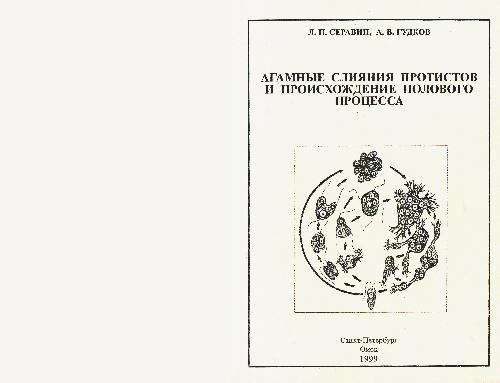 Л. Н. СЕРАВИН, А. В. ГУДКОВ
АГАМНЫЕ СЛИЯНИЯ ПРОТИСТОВ
И ПРОИСХОЖДЕНИЕ ПОЛОВОГО
ПРОЦЕССА
Санкт-Петербург
Омск
1999